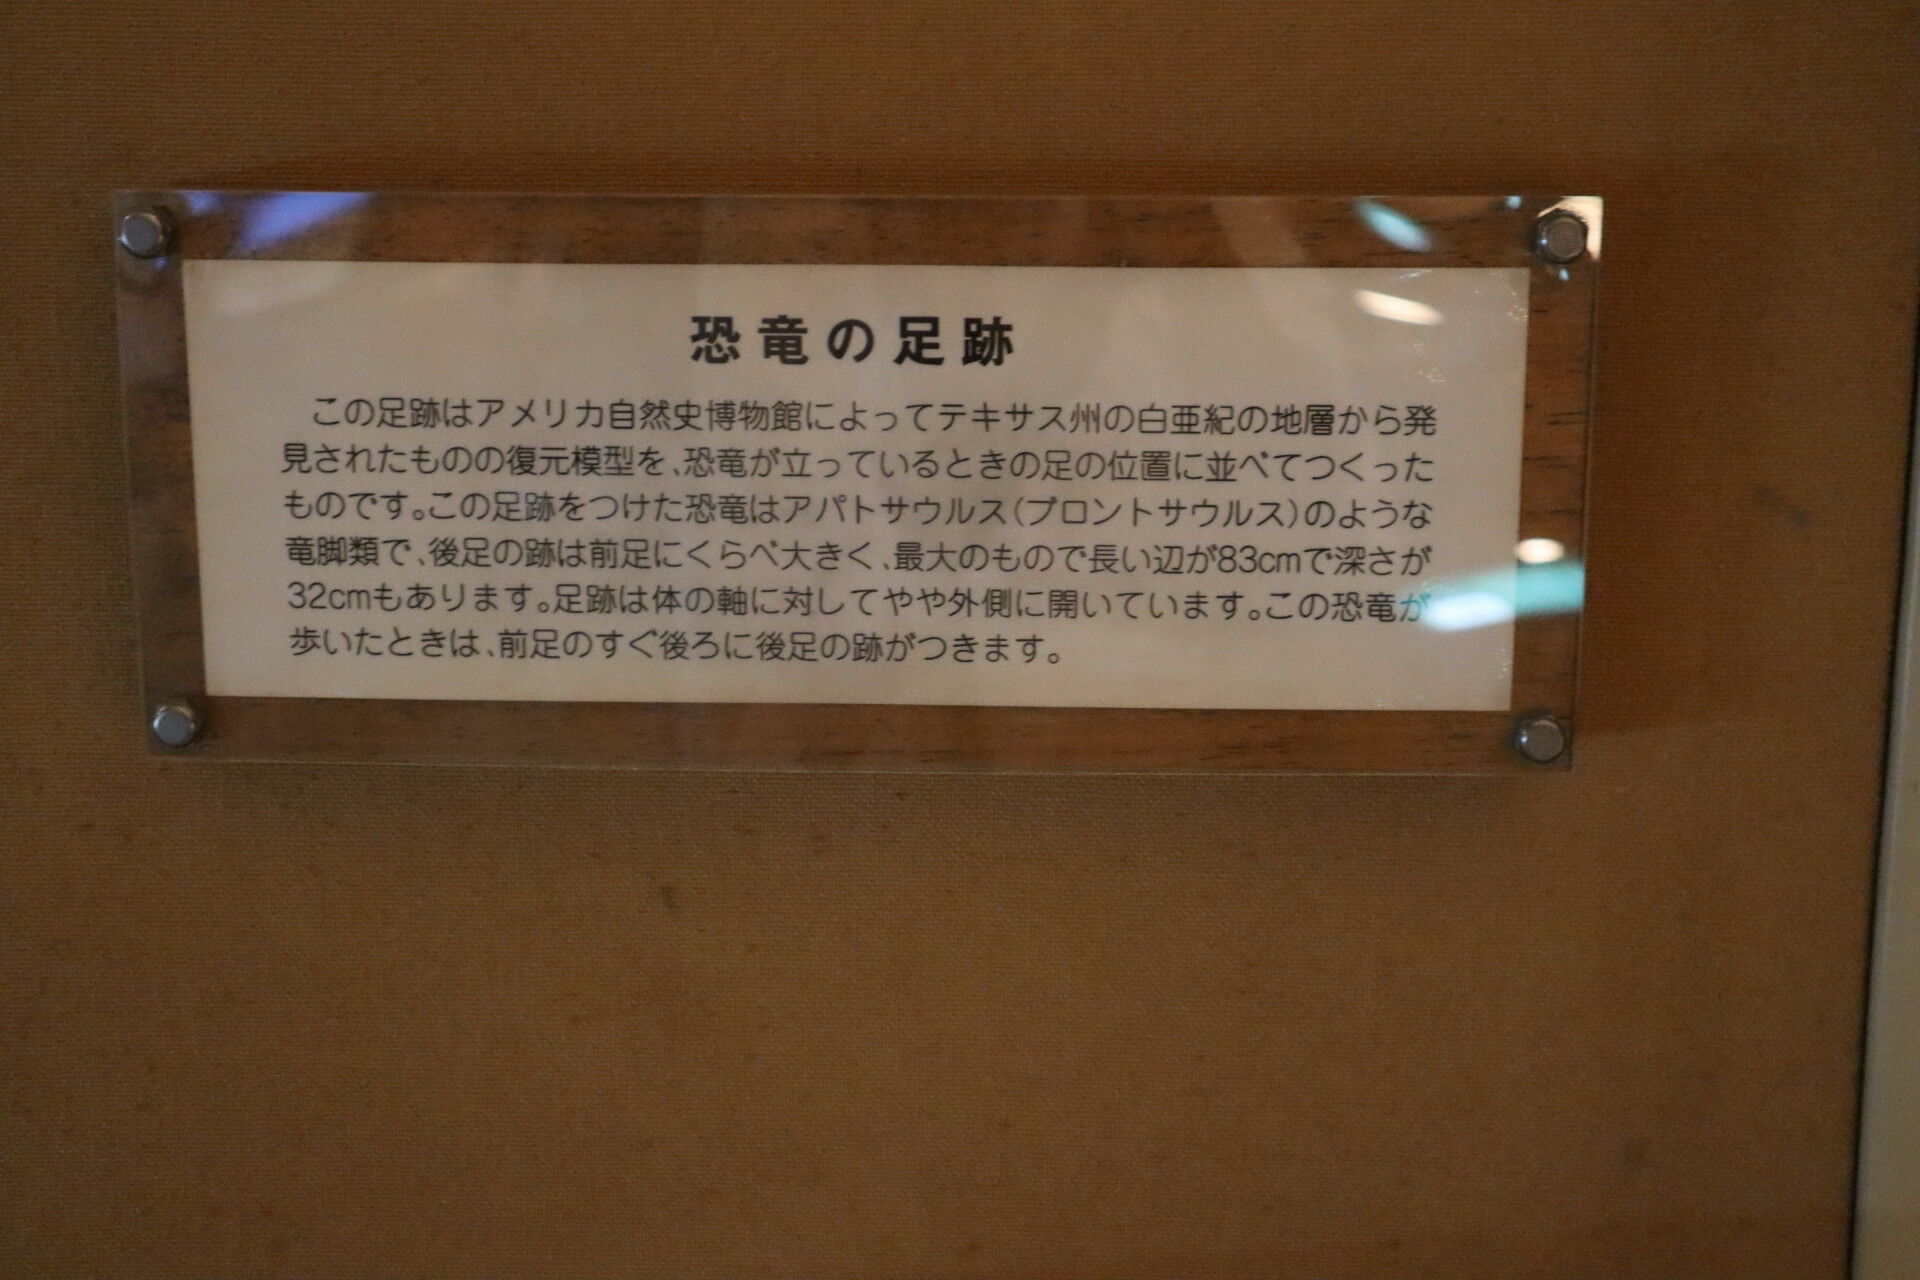 恐竜の足跡
この足跡はアメリカ自然史博物館によってテキサス州の白亜紀の地層から発
見されたものの復元模型を、恐竜が立っているときの足の位置に並べてつくった
ものです。この足跡をつけた恐竜はアパトサウルス(ブロントサウルス)のような
竜脚類で、後足の跡は前足にくらべ大きく、最大のもので長い辺が83cmで深さが
32cmもあります。足跡は体の軸に対してやや外側に開いています。この恐竜が
歩いたときは、前足のすぐ後ろに後足の跡がつきます。